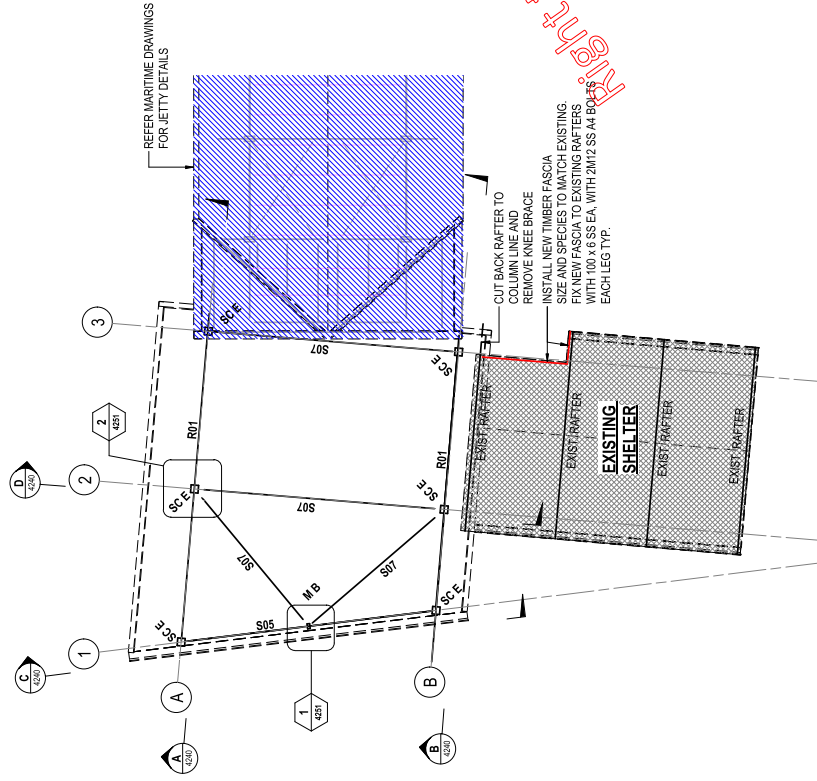 REFER MARITIME DRAWINGS
FOR JETTY DETAILS
Right
CUT BACK RAFTER TO
COLUMN LINE AND
REMOVE KNEE BRACE
INSTALL NEW TIMBER FASCIA
SIZE AND SPECIES TO MATCH EXISTING.
FIX NEW FASCIA TO EXISTING RAFTERS
WITH 100 x 6 SS EA, WITH 2M12 SS A4 BOLTS
EACH LEG TYP.
3
SC E
S07
SC E
2
4251
R01
D
4240
2
SC E
S07
R01
SC E
S07
S07
M B
S05
SC E
SC E
1
C
4240
A
B
1
4251
A
4240
B
4240
EXIST. RAFTER
EXIST. RAFTER
EXISTING
SHELTER
EXIST. RAFTER
EXIST. RAFTER